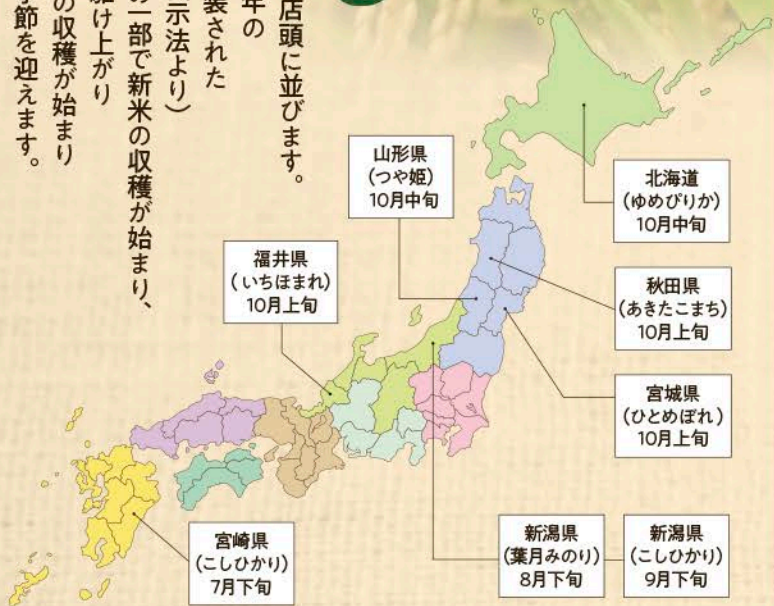 店頭に並びます。
年の
装された
示法より）
の一部で新米の収穫が始まり、
駆け上がり
の収穫が始まり
季節を迎えます。
北海道
（ゆめぴりか）
10月中旬
山形県
（つや姫）
10月中旬
秋田県
（あきたこまち）
10月上旬
福井県
（いちほまれ）
10月上旬
宮城県
（ひとめぼれ）
10月上旬
新潟県
（葉月みのり）
8月下旬
新潟県
（こしひかり）
9月下旬
宮崎県
（こしひかり）
7月下旬